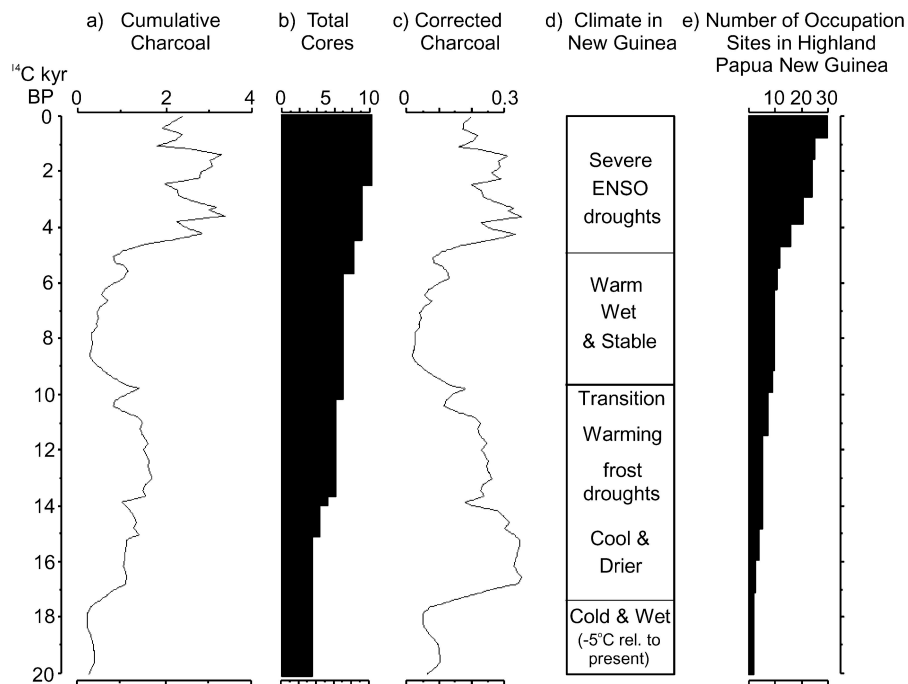 a) Cumulative
Charcoal
b) Total
Cores
c) Corrected
Charcoal
d) Climate in
New Guinea
e) Number of Occupation
Sites in Highland
Papua New Guinea
¹⁴C kyr
BP
0 2 4
0 5 10
0 0.3
10 20 30
0
2
4
6
8
10
12
14
16
18
20
Severe
ENSO
droughts
Warm
Wet
& Stable
Transition
Warming
frost
droughts
Cool &
Drier
Cold & Wet
(-5°C rel. to
present)